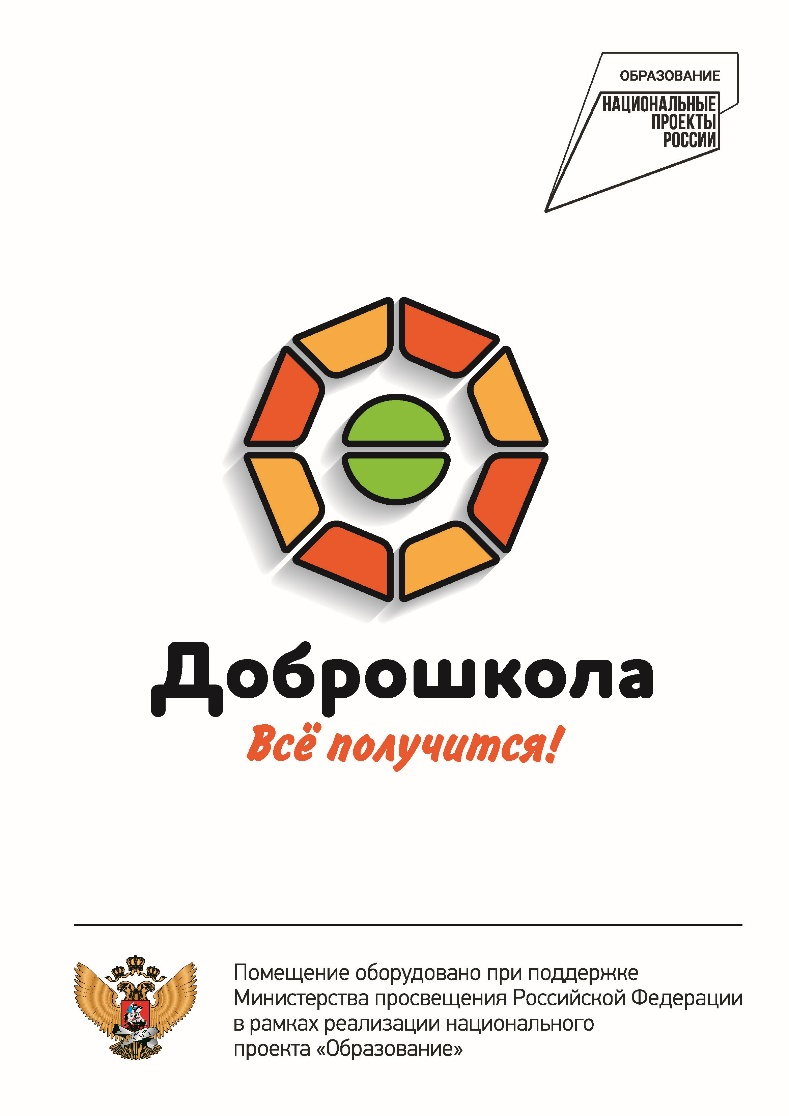 ОБРАЗОВАНИЕ
НАЦИОНАЛЬНЫЕ
ПРОЕКТЫ
РОССИИ
Доброшкола
Всё получится!
Помещение оборудовано при поддержке
Министерства просвещения Российской Федерации
в рамках реализации национального
проекта «Образование»